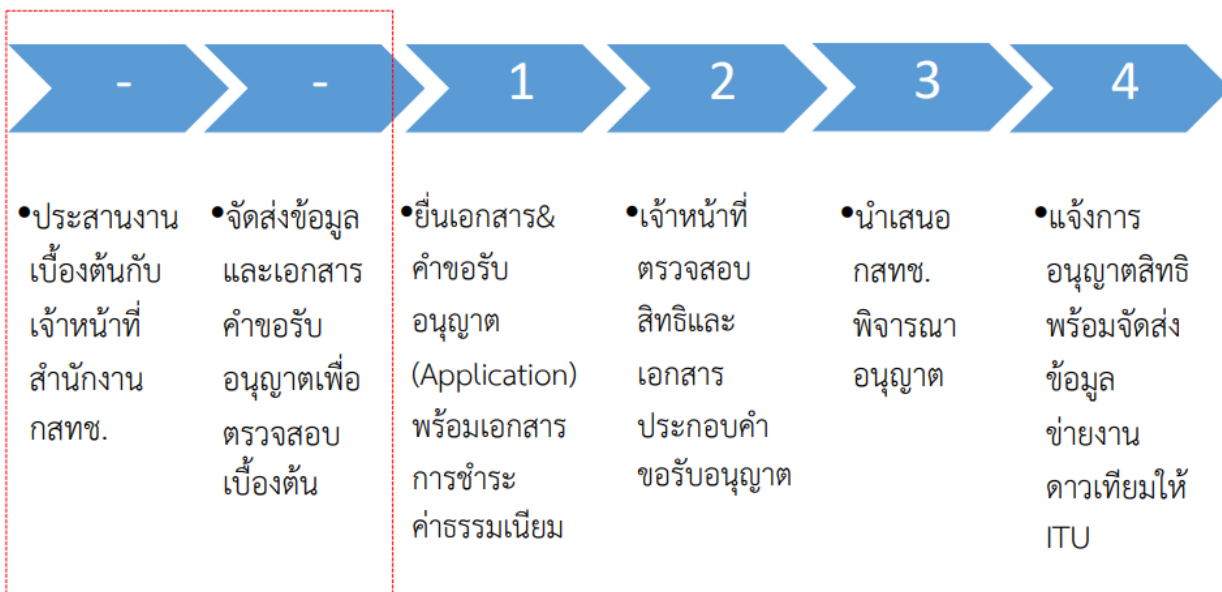 -
-
1
2
3
4
•ประสานงาน
เบื้องต้นกับ
เจ้าหน้าที่
สำนักงาน
กสทช.
•จัดส่งข้อมูล
และเอกสาร
คำขอรับ
อนุญาตเพื่อ
ตรวจสอบ
เบื้องต้น
•ยื่นเอกสาร&
คำขอรับ
อนุญาต
(Application)
พร้อมเอกสาร
การชำระ
ค่าธรรมเนียม
•เจ้าหน้าที่
ตรวจสอบ
สิทธิและ
เอกสาร
ประกอบคำ
ขอรับอนุญาต
•นำเสนอ
กสทช.
พิจารณา
อนุญาต
•แจ้งการ
อนุญาตสิทธิ
พร้อมจัดส่ง
ข้อมูล
ข่ายงาน
ดาวเทียมให้
ITU